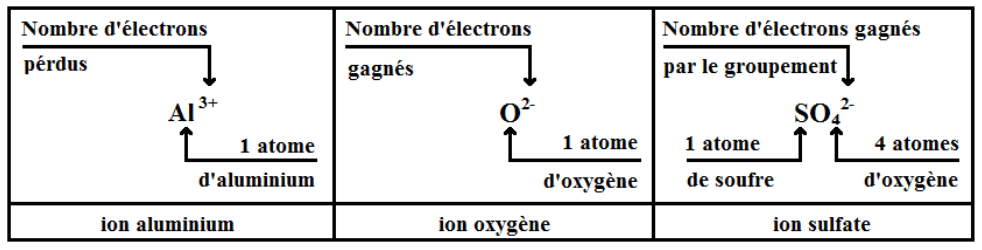 Nombre d'électrons
pérdus
Al³⁺
1 atome
d'aluminium
ion aluminium
Nombre d'électrons
gagnés
O²⁻
1 atome
d'oxygène
ion oxygène
Nombre d'électrons gagnés
par le groupement
SO₄²⁻
1 atome
de soufre
4 atomes
d'oxygène
ion sulfate